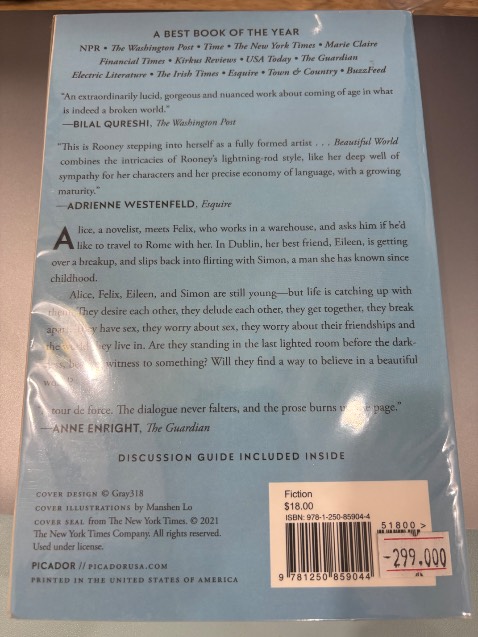 A BEST BOOK OF THE YEAR
NPR • The Washington Post • Time • The New York Times • Marie Claire
Financial Times • Kirkus Reviews • USA Today • The Guardian
Electric Literature • The Irish Times • Esquire • Town & Country • BuzzFeed
"An extraordinarily lucid, gorgeous and nuanced work about coming of age in what
is indeed a broken world."
—BILAL QURESHI, The Washington Post
"This is Rooney stepping into herself as a fully formed artist . . . Beautiful World
combines the intricacies of Rooney's lightning-rod style, like her deep well of
sympathy for her characters and her precise economy of language, with a growing
maturity."
—ADRIENNE WESTENFELD, Esquire
Alice, a novelist, meets Felix, who works in a warehouse, and asks him if he'd
like to travel to Rome with her. In Dublin, her best friend, Eileen, is getting
over a breakup, and slips back into flirting with Simon, a man she has known since
childhood.
Alice, Felix, Eileen, and Simon are still young—but life is catching up with
They desire each other, they delude each other, they get together, they break
they have sex, they worry about sex, they worry about their friendships and
the they live in. Are they standing in the last lighted room before the dark-
witness to something? Will they find a way to believe in a beautiful
tour de force. The dialogue never falters, and the prose burns page."
—ANNE ENRIGHT, The Guardian
DISCUSSION GUIDE INCLUDED INSIDE
COVER DESIGN © Gray318
COVER ILLUSTRATIONS by Manshen Lo
COVER SEAL from The New York Times. © 2021
The New York Times Company. All rights reserved.
Used under license.
PICADOR // PICADORUSA.COM
PRINTED IN THE UNITED STATES OF AMERICA
Fiction
$18.00
ISBN: 978-1-250-85904-4
51800 >
-299.000
9 781250 859044